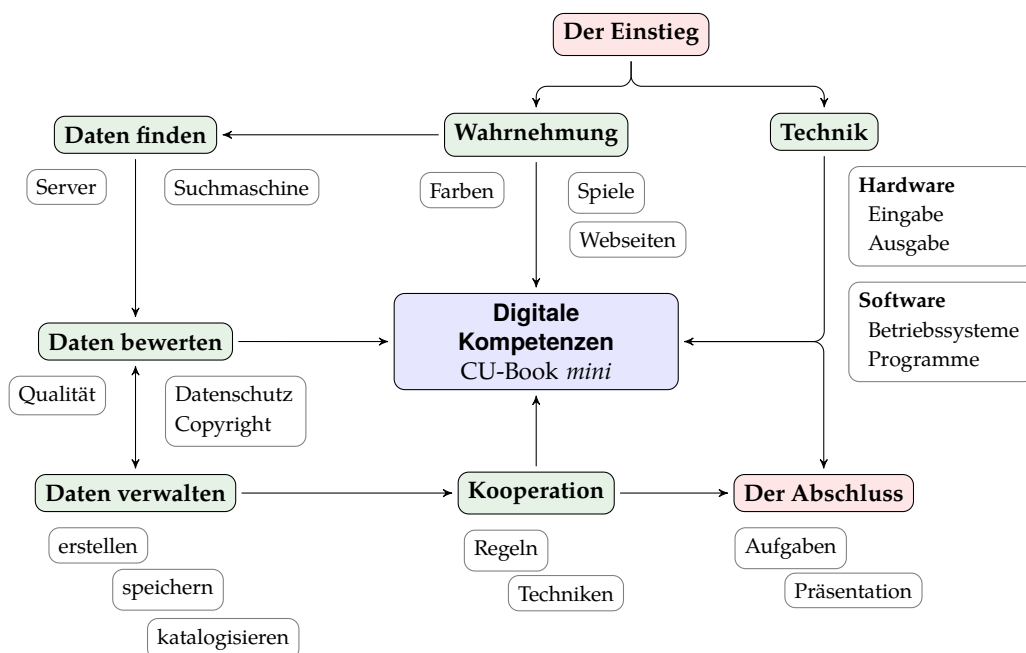 Der Einstieg
Daten finden
Wahrnehmung
Technik
Server
Suchmaschine
Farben
Spiele
Webseiten
Hardware
Eingabe
Ausgabe
Software
Betriebssysteme
Programme
Digitale
Kompetenzen
CU-Book mini
Daten bewerten
Qualität
Datenschutz
Copyright
Daten verwalten
Kooperation
Der Abschluss
erstellen
speichern
katalogisieren
Regeln
Techniken
Aufgaben
Präsentation